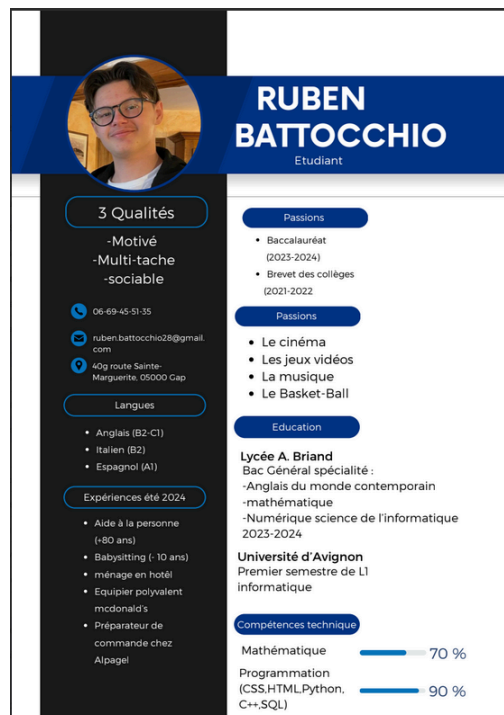 RUBEN
BATTOCCHIO
Etudiant
3 Qualités
-Motivé
-Multi-tache
-sociable
06-69-45-51-35
ruben.battocchio28@gmail.
com
40g route Sainte-
Marguerite, 05000 Gap
Langues
• Anglais (B2-C1)
• Italien (B2)
• Espagnol (A1)
Expériences été 2024
• Aide à la personne
(+80 ans)
• Babysitting (- 10 ans)
• ménage en hotêl
• Equipier polyvalent
mcdonald's
• Préparateur de
commande chez
Alpagel
Passions
• Baccalauréat
(2023-2024)
• Brevet des collèges
(2021-2022
Passions
• Le cinéma
• Les jeux vidéos
• La musique
• Le Basket-Ball
Education
Lycée A. Briand
Bac Général spécialité :
-Anglais du monde contemporain
-mathématique
-Numérique science de l'informatique
2023-2024
Université d'Avignon
Premier semestre de L1
informatique
Compétences technique
Mathématique 70 %
Programmation
(CSS,HTML,Python, 90 %
C++,SQL)